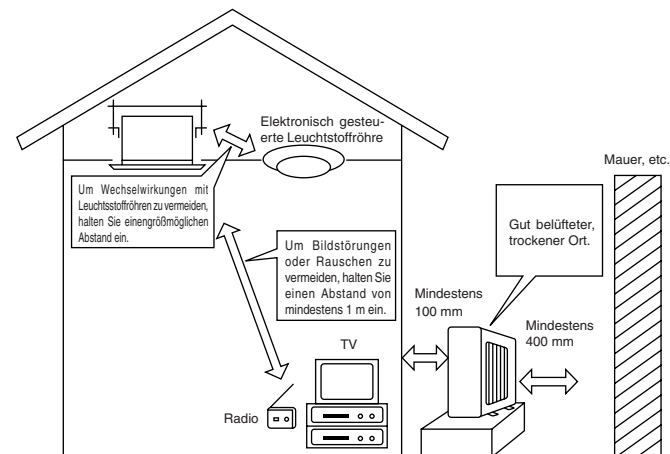 Elektronisch gesteu-
erte Leuchtstoffröhre
Mauer, etc.
Um Wechselwirkungen mit
Leuchtsstoffröhren zu vermeiden,
halten Sie einengrößmöglichen
Abstand ein.
Gut belüfteter,
trockener Ort.
Um Bildstörungen
oder Rauschen zu
vermeiden, halten Sie
einen Abstand von
mindestens 1 m ein.
Mindestens
100 mm
Mindestens
400 mm
TV
Radio